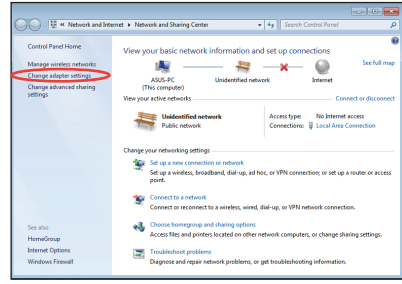 « Network and Internet ▸ Network and Sharing Center
Search Control Panel
Control Panel Home
Manage wireless networks
Change adapter settings
Change advanced sharing
settings
See also
HomeGroup
Internet Options
Windows Firewall
View your basic network information and set up connections
See full map
ASUS-PC
(This computer)
Unidentified network
Internet
View your active networks
Connect or disconnect
Unidentified network
Public network
Access type: No Internet access
Connections: Local Area Connection
Change your networking settings
Set up a new connection or network
Set up a wireless, broadband, dial-up, ad hoc, or VPN connection; or set up a router or access
point.
Connect to a network
Connect or reconnect to a wireless, wired, dial-up, or VPN network connection.
Choose homegroup and sharing options
Access files and printers located on other network computers, or change sharing settings.
Troubleshoot problems
Diagnose and repair network problems, or get troubleshooting information.